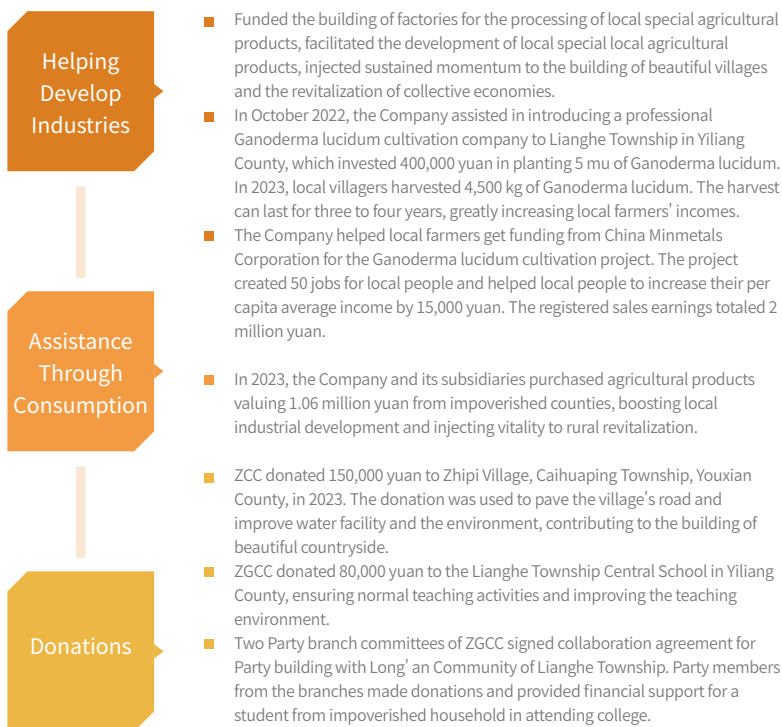 Helping
Develop
Industries
Funded the building of factories for the processing of local special agricultural
products, facilitated the development of local special local agricultural
products, injected sustained momentum to the building of beautiful villages
and the revitalization of collective economies.
In October 2022, the Company assisted in introducing a professional
Ganoderma lucidum cultivation company to Lianghe Township in Yiliang
County, which invested 400,000 yuan in planting 5 mu of Ganoderma lucidum.
In 2023, local villagers harvested 4,500 kg of Ganoderma lucidum. The harvest
can last for three to four years, greatly increasing local farmers' incomes.
The Company helped local farmers get funding from China Minmetals
Corporation for the Ganoderma lucidum cultivation project. The project
created 50 jobs for local people and helped local people to increase their per
capita average income by 15,000 yuan. The registered sales earnings totaled 2
million yuan.
Assistance
Through
Consumption
In 2023, the Company and its subsidiaries purchased agricultural products
valuing 1.06 million yuan from impoverished counties, boosting local
industrial development and injecting vitality to rural revitalization.
Donations
ZCC donated 150,000 yuan to Zhipi Village, Caihuaping Township, Youxian
County, in 2023. The donation was used to pave the village's road and
improve water facility and the environment, contributing to the building of
beautiful countryside.
ZGCC donated 80,000 yuan to the Lianghe Township Central School in Yiliang
County, ensuring normal teaching activities and improving the teaching
environment.
Two Party branch committees of ZGCC signed collaboration agreement for
Party building with Long' an Community of Lianghe Township. Party members
from the branches made donations and provided financial support for a
student from impoverished household in attending college.